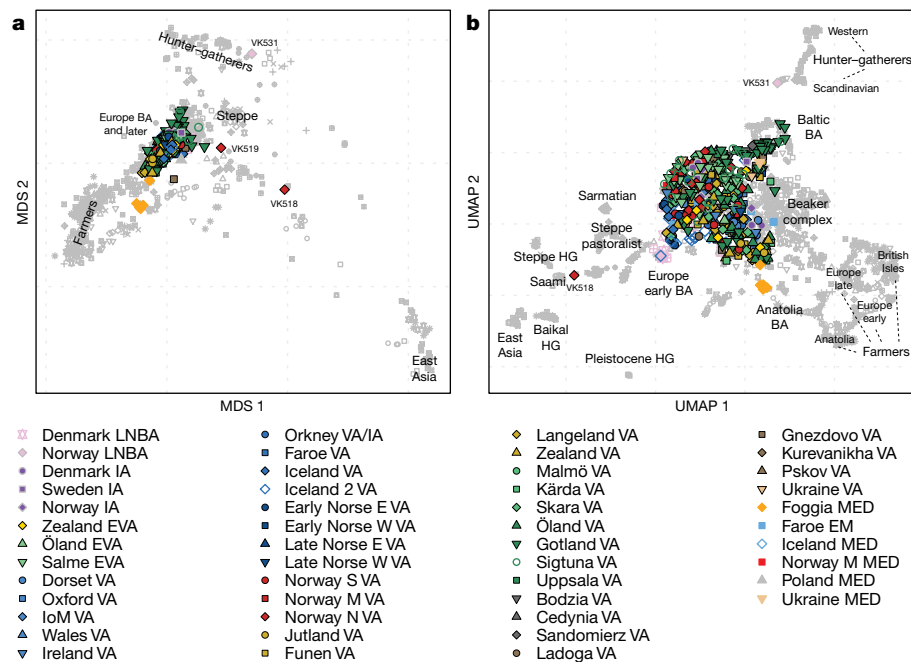 a
Hunter–gatherers
VK531
Europe BA
and later
Steppe
VK519
VK518
Farmers
East
Asia
MDS 2
MDS 1
b
Western
Hunter–gatherers
VK531
Scandinavian
Baltic
BA
Sarmatian
Beaker
complex
Steppe
pastoralist
Steppe HG
Saami
VK518
Europe
early BA
British
Isles
Europe
late
Europe
early
Anatolia
BA
East
Asia
Baikal
HG
Anatolia
Farmers
Pleistocene HG
UMAP 2
UMAP 1
Denmark LNBA
Norway LNBA
Denmark IA
Sweden IA
Norway IA
Zealand EVA
Öland EVA
Salme EVA
Dorset VA
Oxford VA
IoM VA
Wales VA
Ireland VA
Orkney VA/IA
Faroe VA
Iceland VA
Iceland 2 VA
Early Norse E VA
Early Norse W VA
Late Norse E VA
Late Norse W VA
Norway S VA
Norway M VA
Norway N VA
Jutland VA
Funen VA
Langeland VA
Zealand VA
Malmö VA
Kärda VA
Skara VA
Öland VA
Gotland VA
Sigtuna VA
Uppsala VA
Bodzia VA
Cedynia VA
Sandomierz VA
Ladoga VA
Gnezdovo VA
Kurevanikha VA
Pskov VA
Ukraine VA
Foggia MED
Faroe EM
Iceland MED
Norway M MED
Poland MED
Ukraine MED